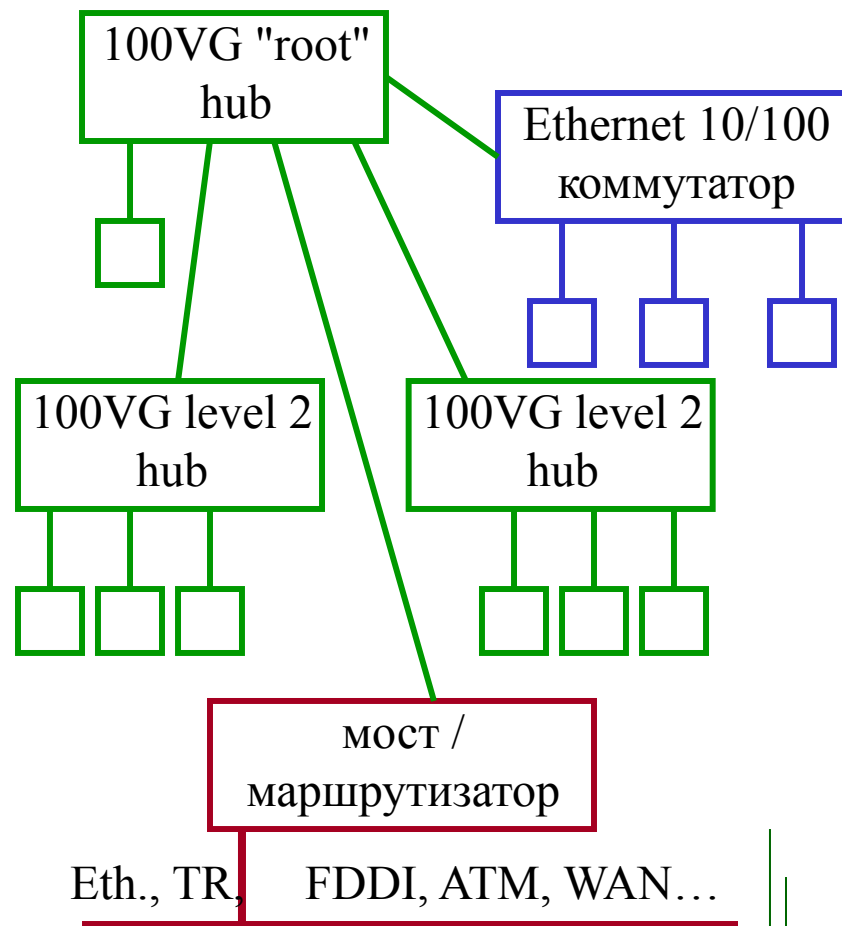 100VG "root"
hub
Ethernet 10/100
коммутатор
100VG level 2
hub
100VG level 2
hub
мост /
маршрутизатор
Eth., TR, FDDI, ATM, WAN…